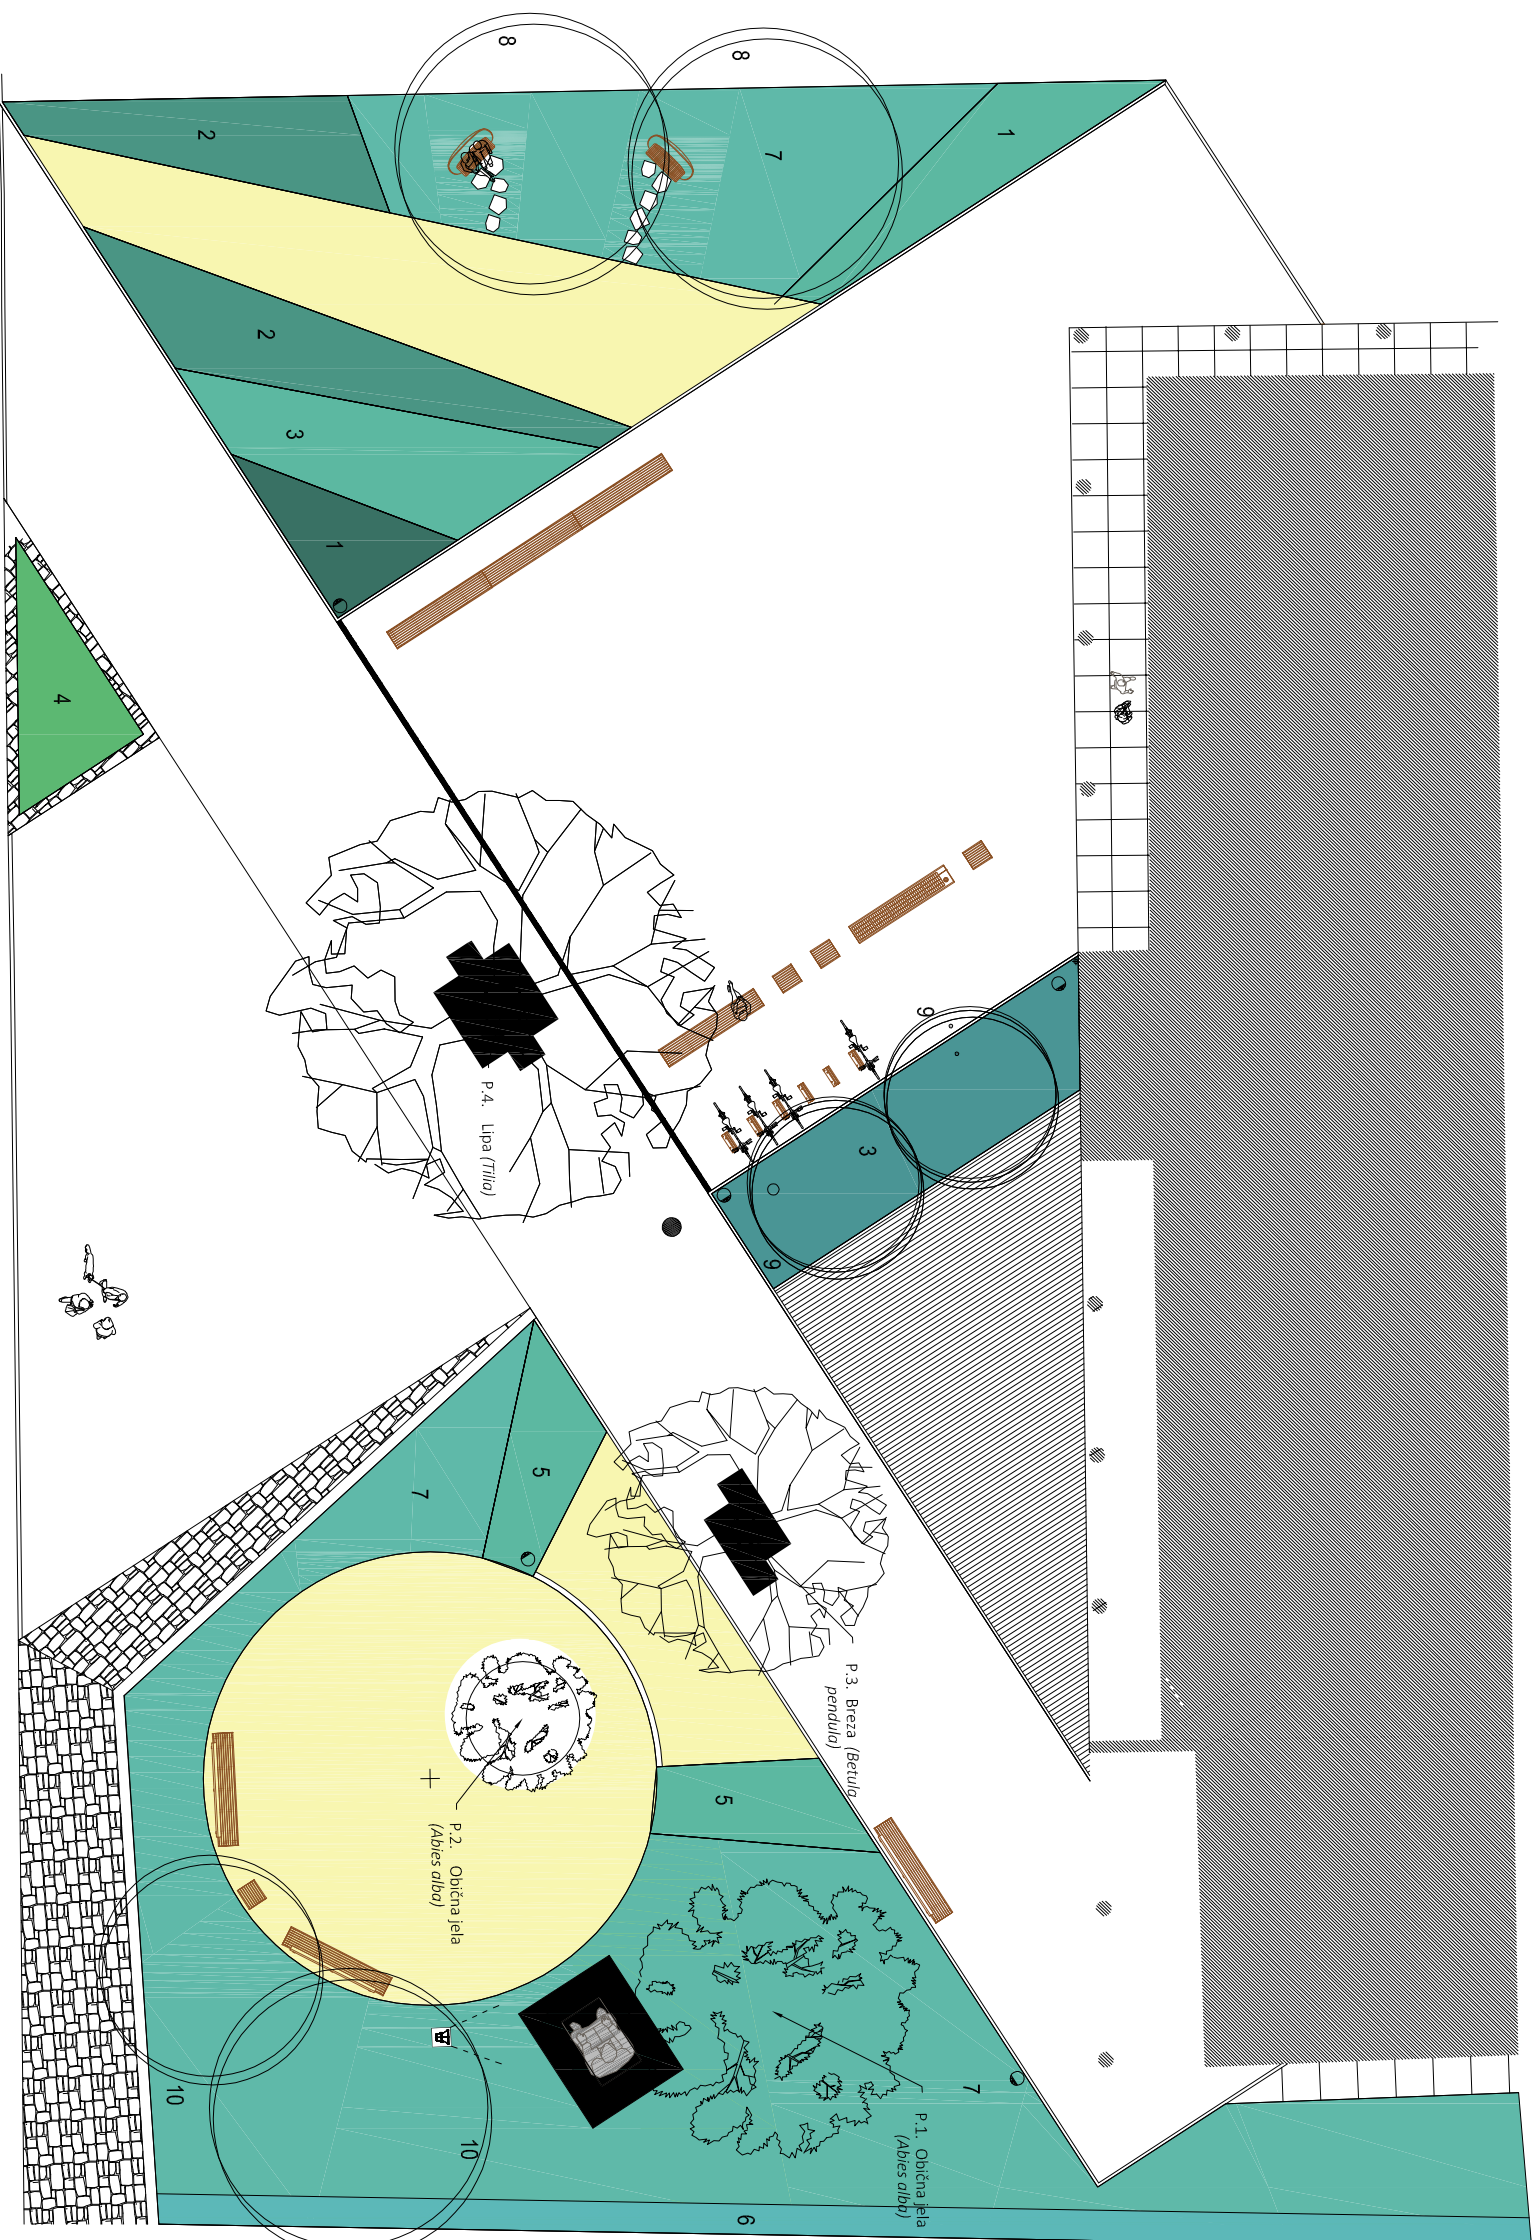 8
8
2
7
1
2
3
1
4
P.4. Lipa (Tilia)
9
3
9
7
5
P.3. Breza (Betula
pendula)
5
P.2. Obična jela
(Abies alba)
7
10
10
P.1. Obična jela
(Abies alba)
6